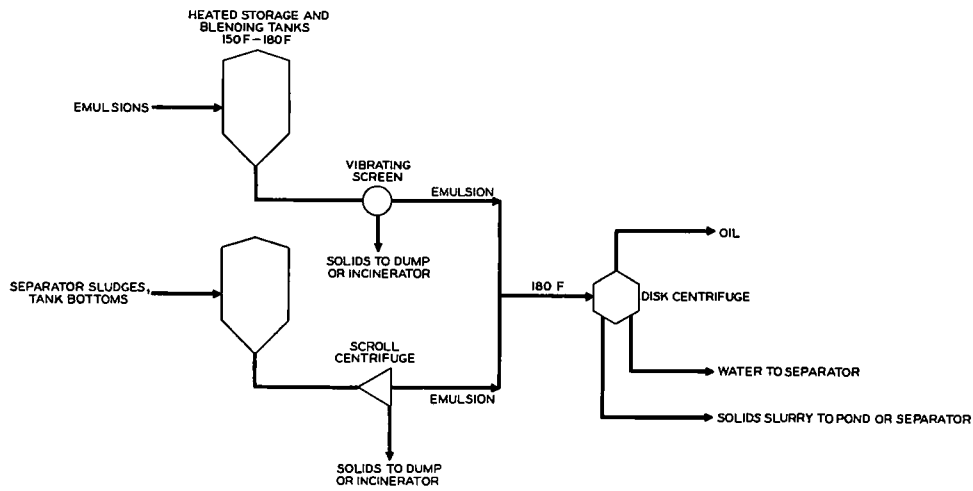 HEATED STORAGE AND
BLENDING TANKS
150 F - 180 F
EMULSIONS
VIBRATING
SCREEN
EMULSION
OIL
SOLIDS TO DUMP
OR INCINERATOR
SEPARATOR SLUDGES,
TANK BOTTOMS
180 F
DISK CENTRIFUGE
SCROLL
CENTRIFUGE
WATER TO SEPARATOR
EMULSION
SOLIDS SLURRY TO POND OR SEPARATOR
SOLIDS TO DUMP
OR INCINERATOR